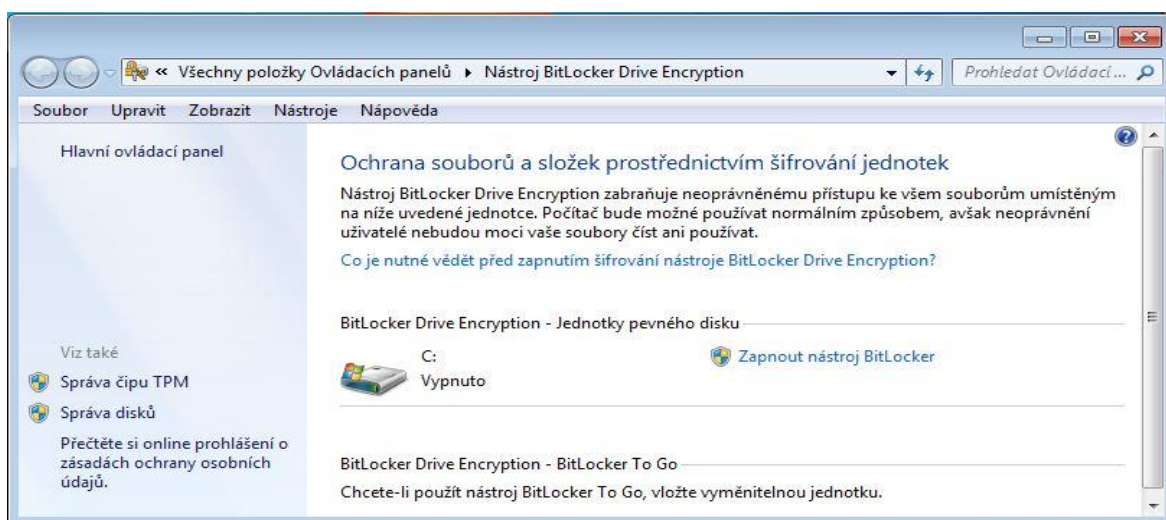 « Všechny položky Ovládacích panelů ▸ Nástroj BitLocker Drive Encryption
Prohledat Ovládací ...
Soubor Upravit Zobrazit Nástroje Nápověda
Hlavní ovládací panel
Ochrana souborů a složek prostřednictvím šifrování jednotek
Nástroj BitLocker Drive Encryption zabraňuje neoprávněnému přístupu ke všem souborům umístěným
na níže uvedené jednotce. Počítač bude možné používat normálním způsobem, avšak neoprávnění
uživatelé nebudou moci vaše soubory číst ani používat.
Co je nutné vědět před zapnutím šifrování nástroje BitLocker Drive Encryption?
BitLocker Drive Encryption - Jednotky pevného disku
C:
Vypnuto
Zapnout nástroj BitLocker
BitLocker Drive Encryption - BitLocker To Go
Chcete-li použít nástroj BitLocker To Go, vložte vyměnitelnou jednotku.
Viz také
Správa čipu TPM
Správa disků
Přečtěte si online prohlášení o
zásadách ochrany osobních
údajů.